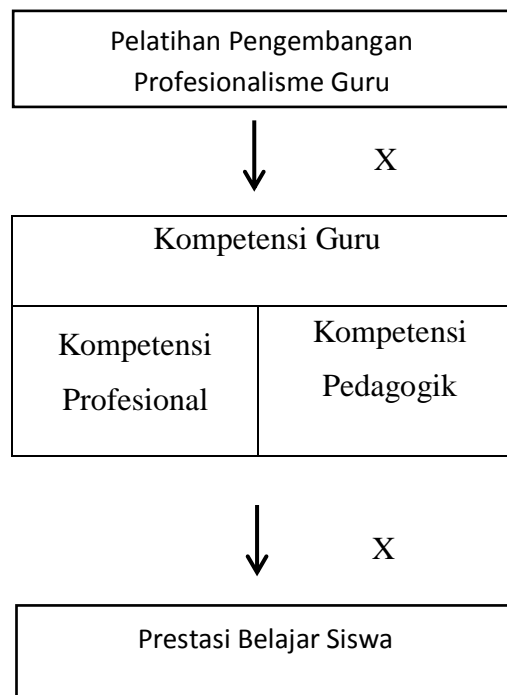 Pelatihan Pengembangan
Profesionalisme Guru
X
Kompetensi Guru
Kompetensi
Profesional
Kompetensi
Pedagogik
X
Prestasi Belajar Siswa